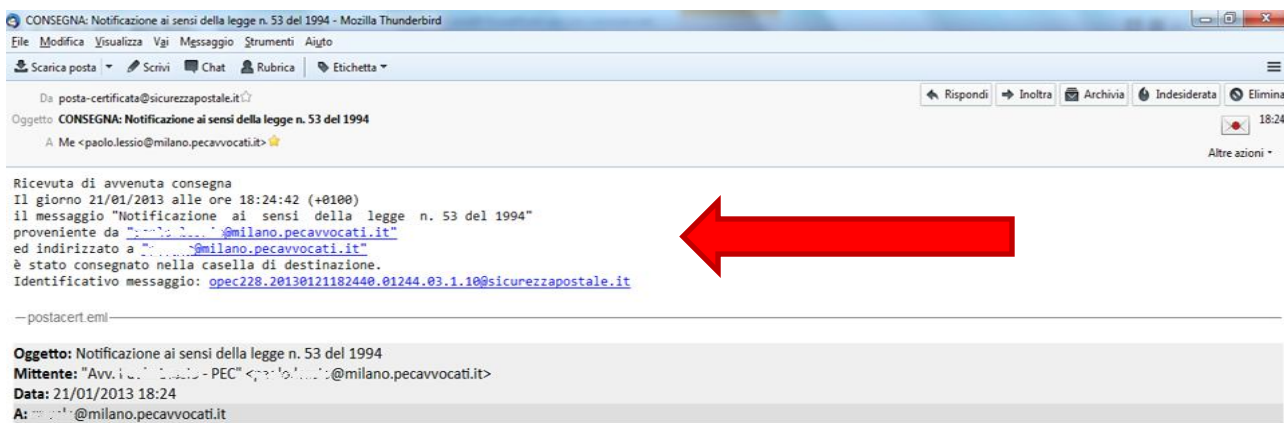 CONSEGNA: Notificazione ai sensi della legge n. 53 del 1994 - Mozilla Thunderbird
File Modifica Visualizza Vai Messaggio Strumenti Aiuto
Scarica posta Scrivi Chat Rubrica Etichetta
Da posta-certificata@sicurezzapostale.it Rispondi Inoltra Archivia Indesiderata Elimina
Oggetto CONSEGNA: Notificazione ai sensi della legge n. 53 del 1994 18:24
A Me <paolo.lessio@milano.pecavvocati.it> Altre azioni
Ricevuta di avvenuta consegna
Il giorno 21/01/2013 alle ore 18:24:42 (+0100)
il messaggio "Notificazione ai sensi della legge n. 53 del 1994"
proveniente da @milano.pecavvocati.it"
ed indirizzato a @milano.pecavvocati.it"
è stato consegnato nella casella di destinazione.
Identificativo messaggio: opec228.20130121182440.01244.03.1.10@sicurezzapostale.it
postacert.eml
Oggetto: Notificazione ai sensi della legge n. 53 del 1994
Mittente: "Avv. - PEC" < @milano.pecavvocati.it>
Data: 21/01/2013 18:24
A: @milano.pecavvocati.it